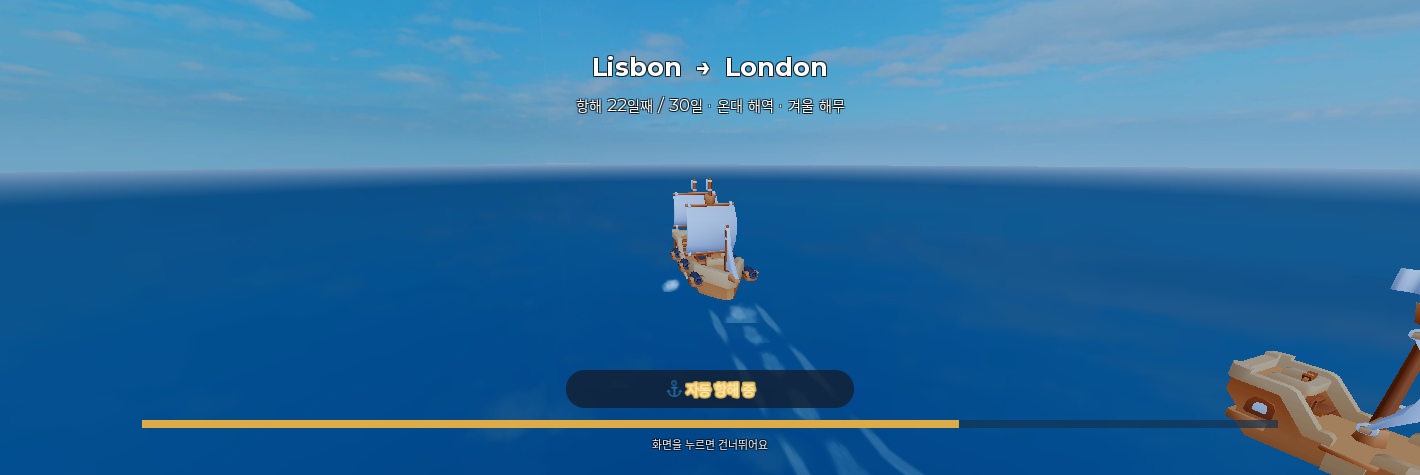 Lisbon → London
항해 22일째 / 30일 · 온대 해역 · 겨울 해무
⚓ 자동 항해 중
화면을 누르면 건너뛰어요